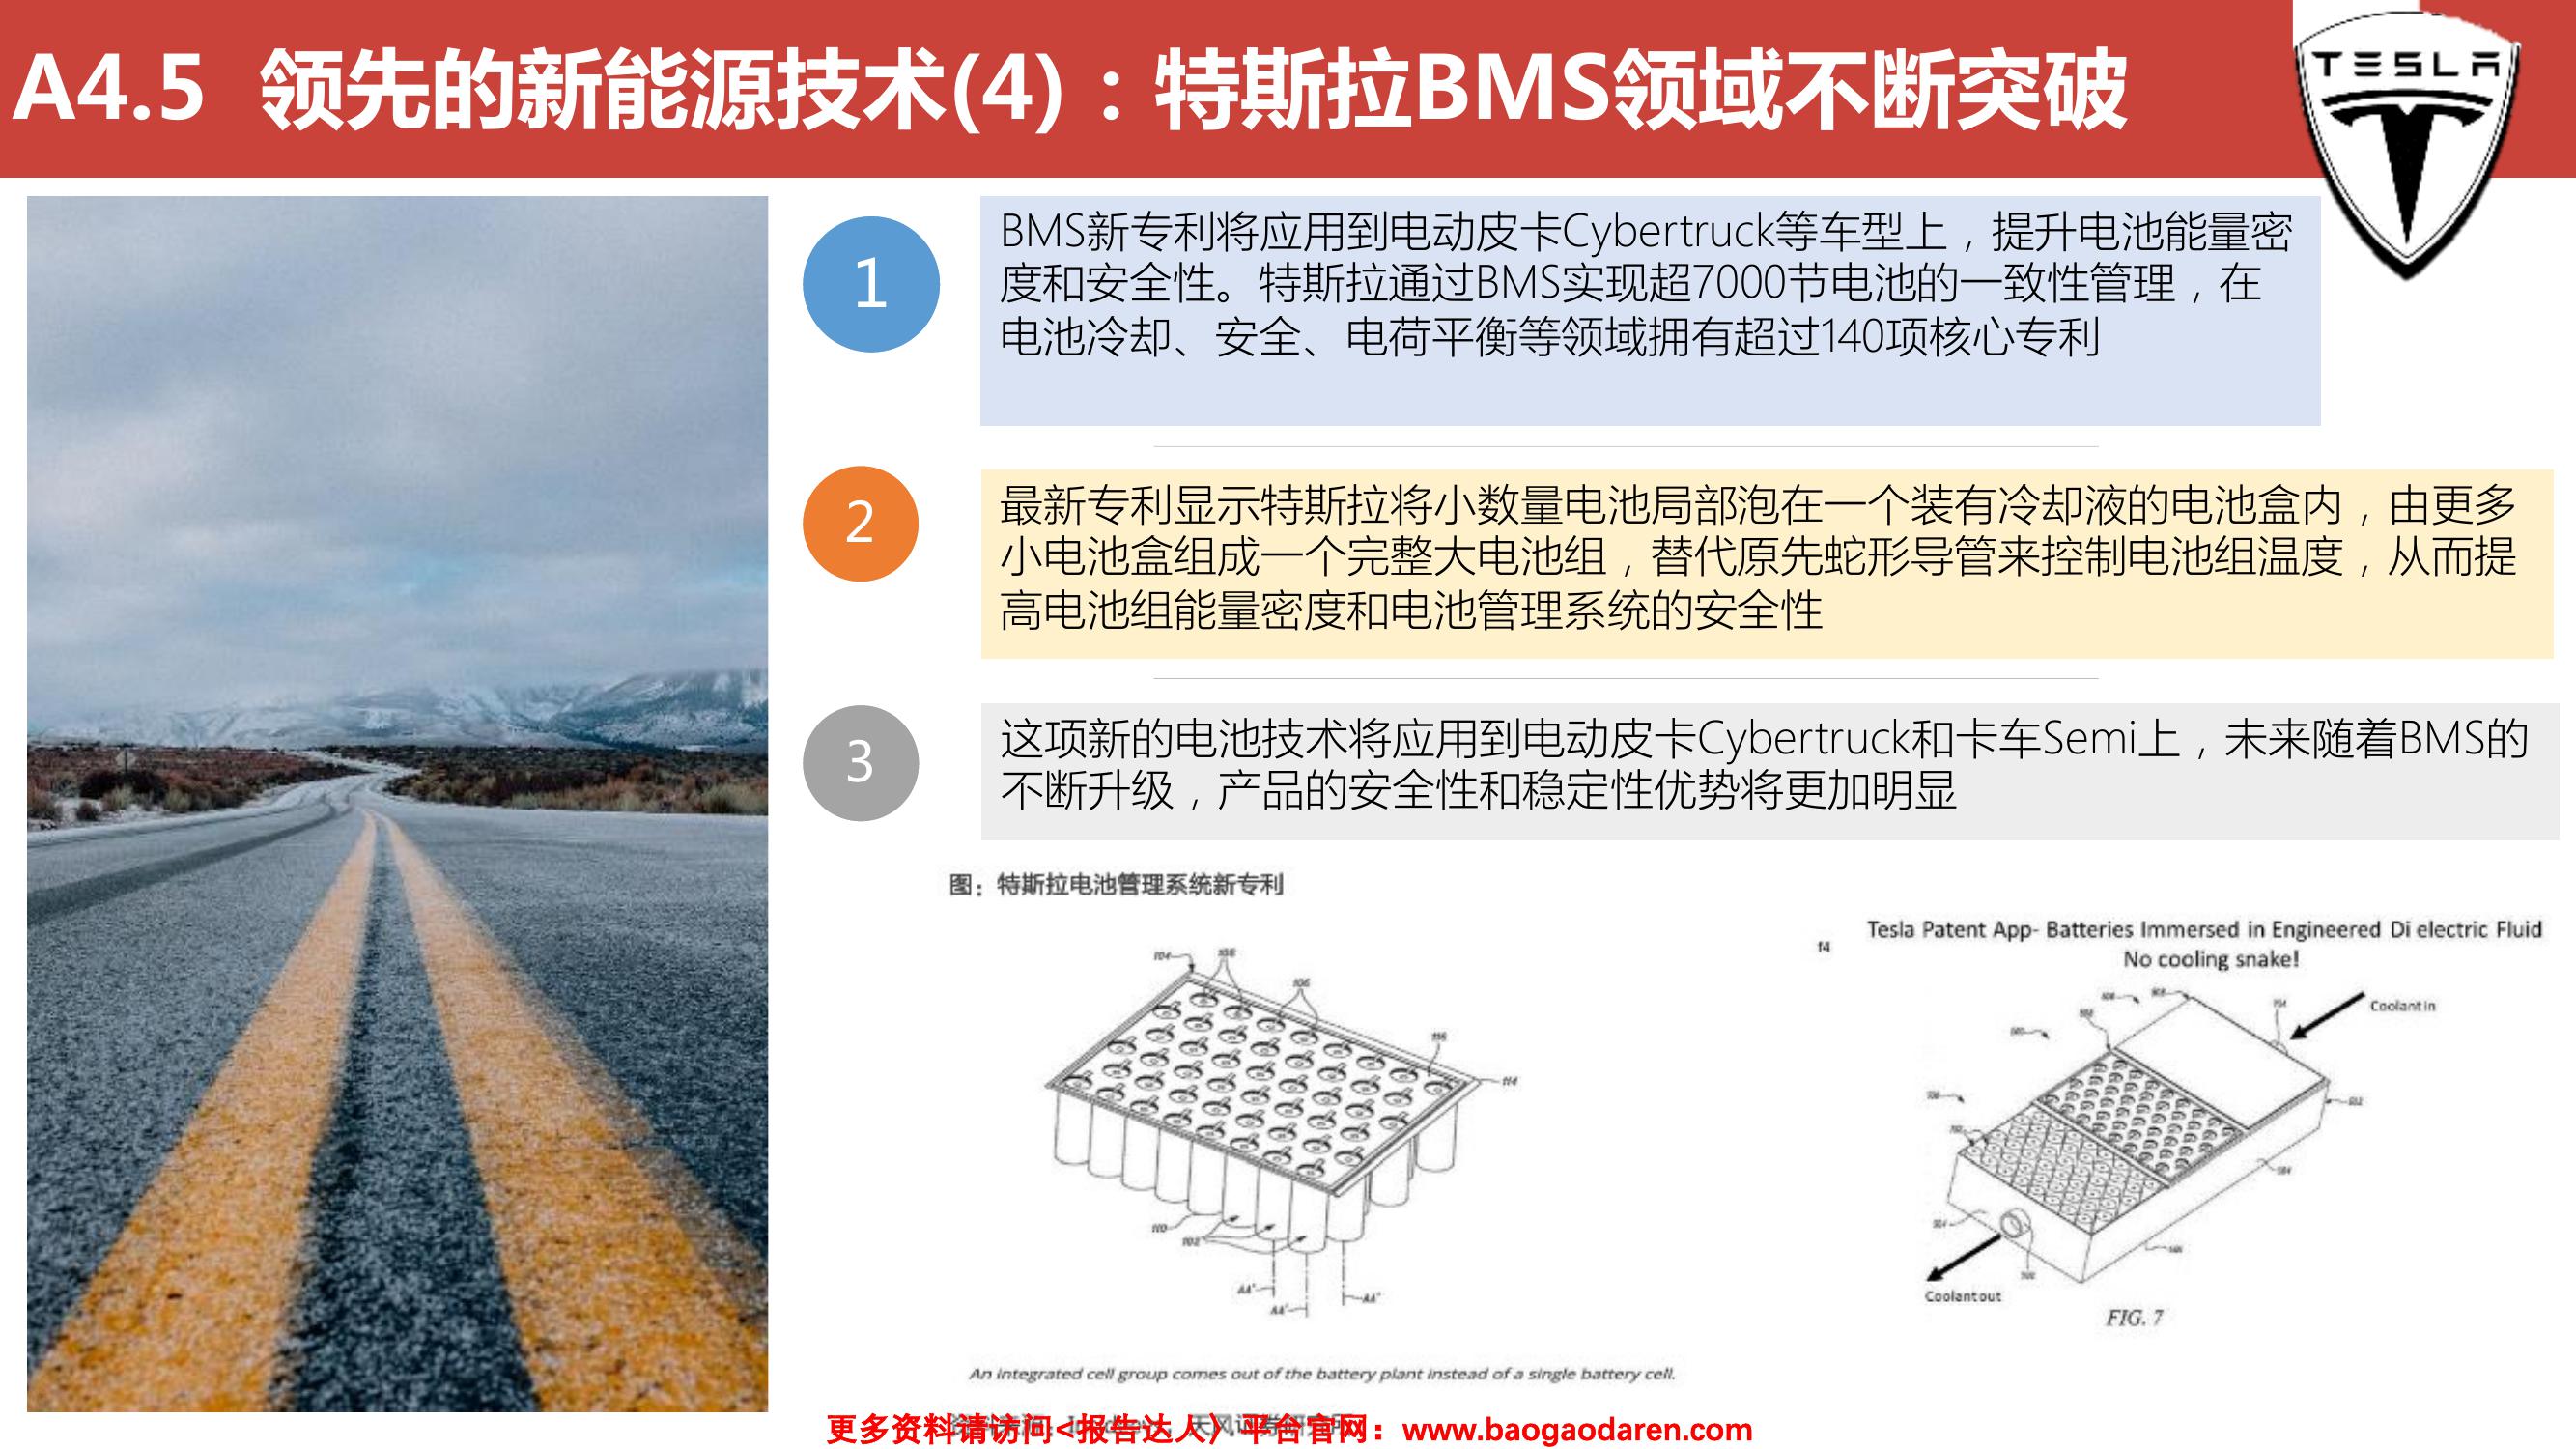 A4.5 领先的新能源技术(4)：特斯拉BMS领域不断突破
TESLA
1
BMS新专利将应用到电动皮卡Cybertruck等车型上，提升电池能量密
度和安全性。特斯拉通过BMS实现超7000节电池的一致性管理，在
电池冷却、安全、电荷平衡等领域拥有超过140项核心专利
2
最新专利显示特斯拉将小数量电池局部泡在一个装有冷却液的电池盒内，由更多
小电池盒组成一个完整大电池组，替代原先蛇形导管来控制电池组温度，从而提
高电池组能量密度和电池管理系统的安全性
3
这项新的电池技术将应用到电动皮卡Cybertruck和卡车Semi上，未来随着BMS的
不断升级，产品的安全性和稳定性优势将更加明显
图：特斯拉电池管理系统新专利
104
108
106
116
114
110
102
AA'
AA'
AA'
An integrated cell group comes out of the battery plant instead of a single battery cell.
f4
Tesla Patent App- Batteries Immersed in Engineered Di electric Fluid
No cooling snake!
Coolant in
Coolant out
FIG. 7
更多资料请访问<报告达人>平台官网：www.baogaodaren.com